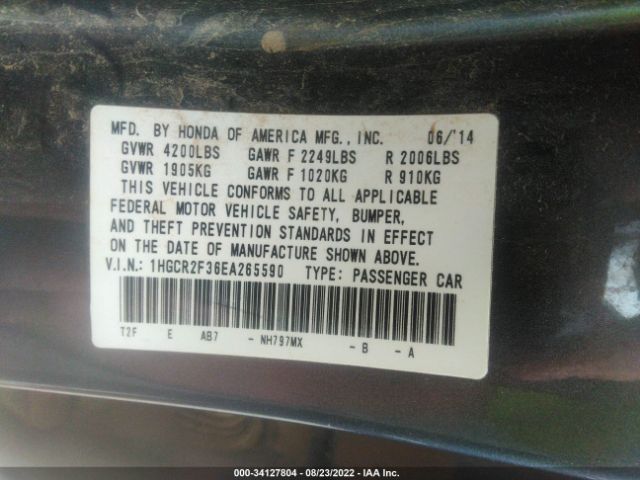 MFD. BY HONDA OF AMERICA MFG., INC. 06/'14
GVWR 4200LBS GAWR F 2249LBS R 2006LBS
GVWR 1905KG GAWR F 1020KG R 910KG
THIS VEHICLE CONFORMS TO ALL APPLICABLE
FEDERAL MOTOR VEHICLE SAFETY, BUMPER,
AND THEFT PREVENTION STANDARDS IN EFFECT
ON THE DATE OF MANUFACTURE SHOWN ABOVE.
V.I.N.: 1HGCR2F36EA265590 TYPE: PASSENGER CAR
T2F E AB7 - NH797MX - B - A
000-34127804 - 08/23/2022 - IAA Inc.